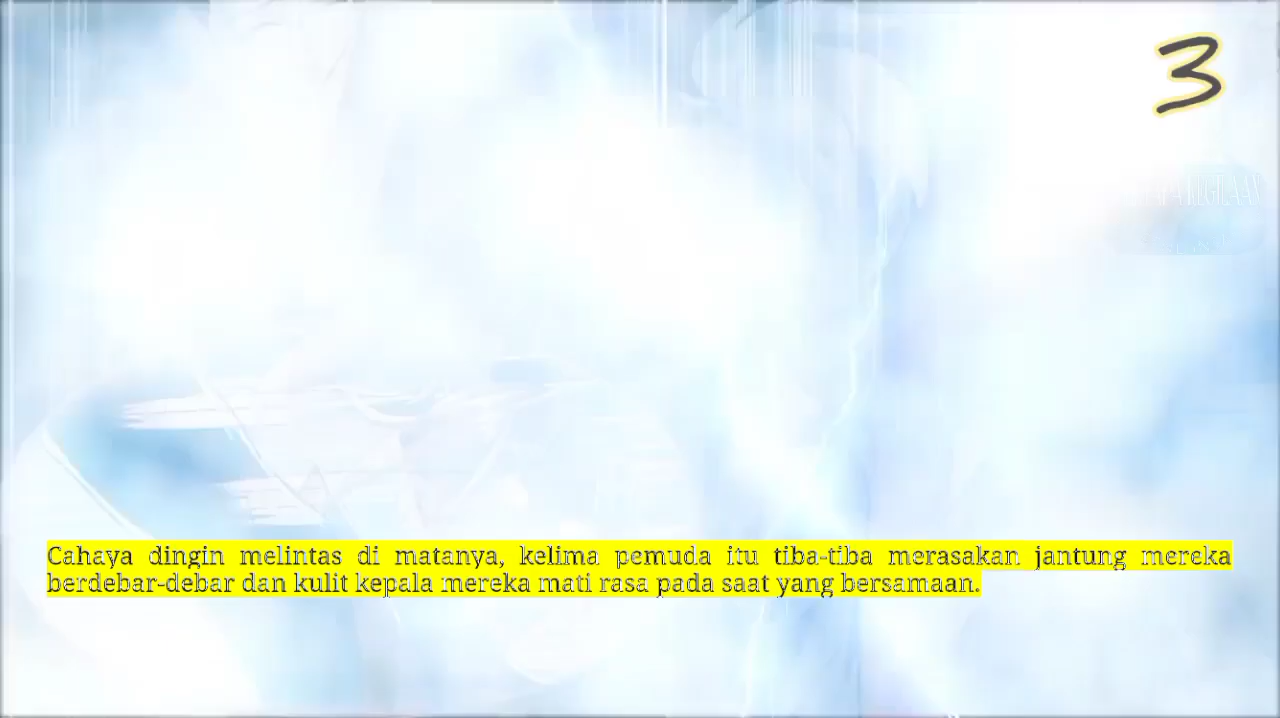 3
Cahaya dingin melintas di matanya, kelima pemuda itu tiba-tiba merasakan jantung mereka
berdebar-debar dan kulit kepala mereka mati rasa pada saat yang bersamaan.